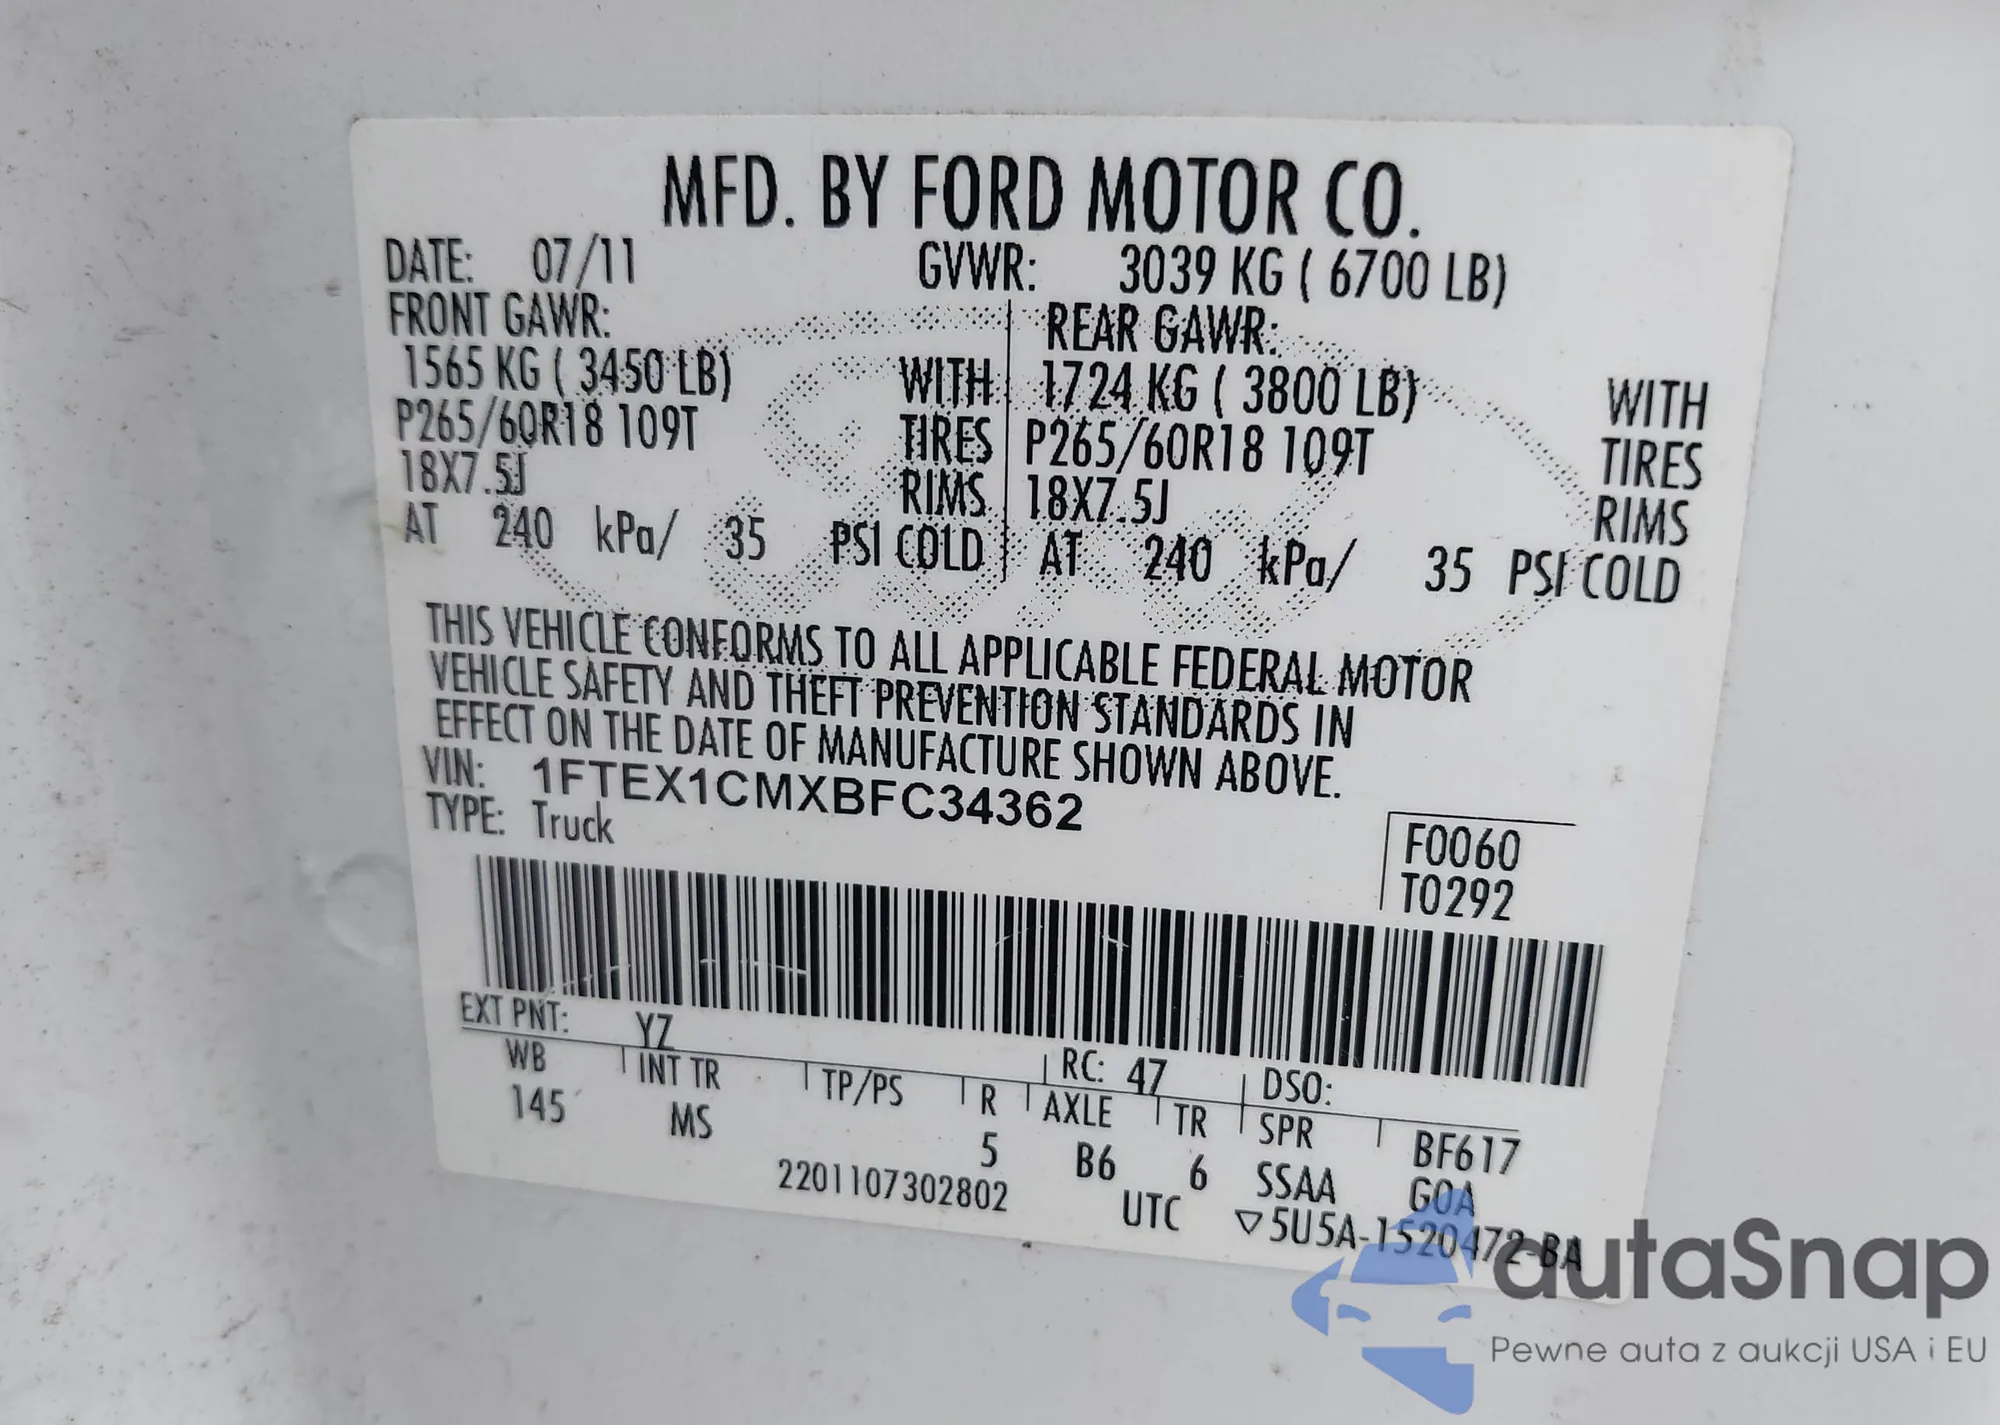 MFD. BY FORD MOTOR CO.
DATE: 07/11 GVWR: 3039 KG ( 6700 LB)
FRONT GAWR: REAR GAWR:
1565 KG ( 3450 LB) WITH 1724 KG ( 3800 LB) WITH
P265/60R18 109T TIRES P265/60R18 109T TIRES
18X7.5J RIMS 18X7.5J RIMS
AT 240 kPa/ 35 PSI COLD AT 240 kPa/ 35 PSI COLD
THIS VEHICLE CONFORMS TO ALL APPLICABLE FEDERAL MOTOR
VEHICLE SAFETY AND THEFT PREVENTION STANDARDS IN
EFFECT ON THE DATE OF MANUFACTURE SHOWN ABOVE.
VIN: 1FTEX1CMXBFC34362
TYPE: Truck
F0060
T0292
EXT PNT: YZ RC: 47 DSO:
WB INT TR TP/PS R AXLE TR SPR BF617
145 MS 5 B6 6 SSAA GOA
2201107302802 UTC ▽5U5A-1520472-BA
autaSnap
Pewne auta z aukcji USA i EU